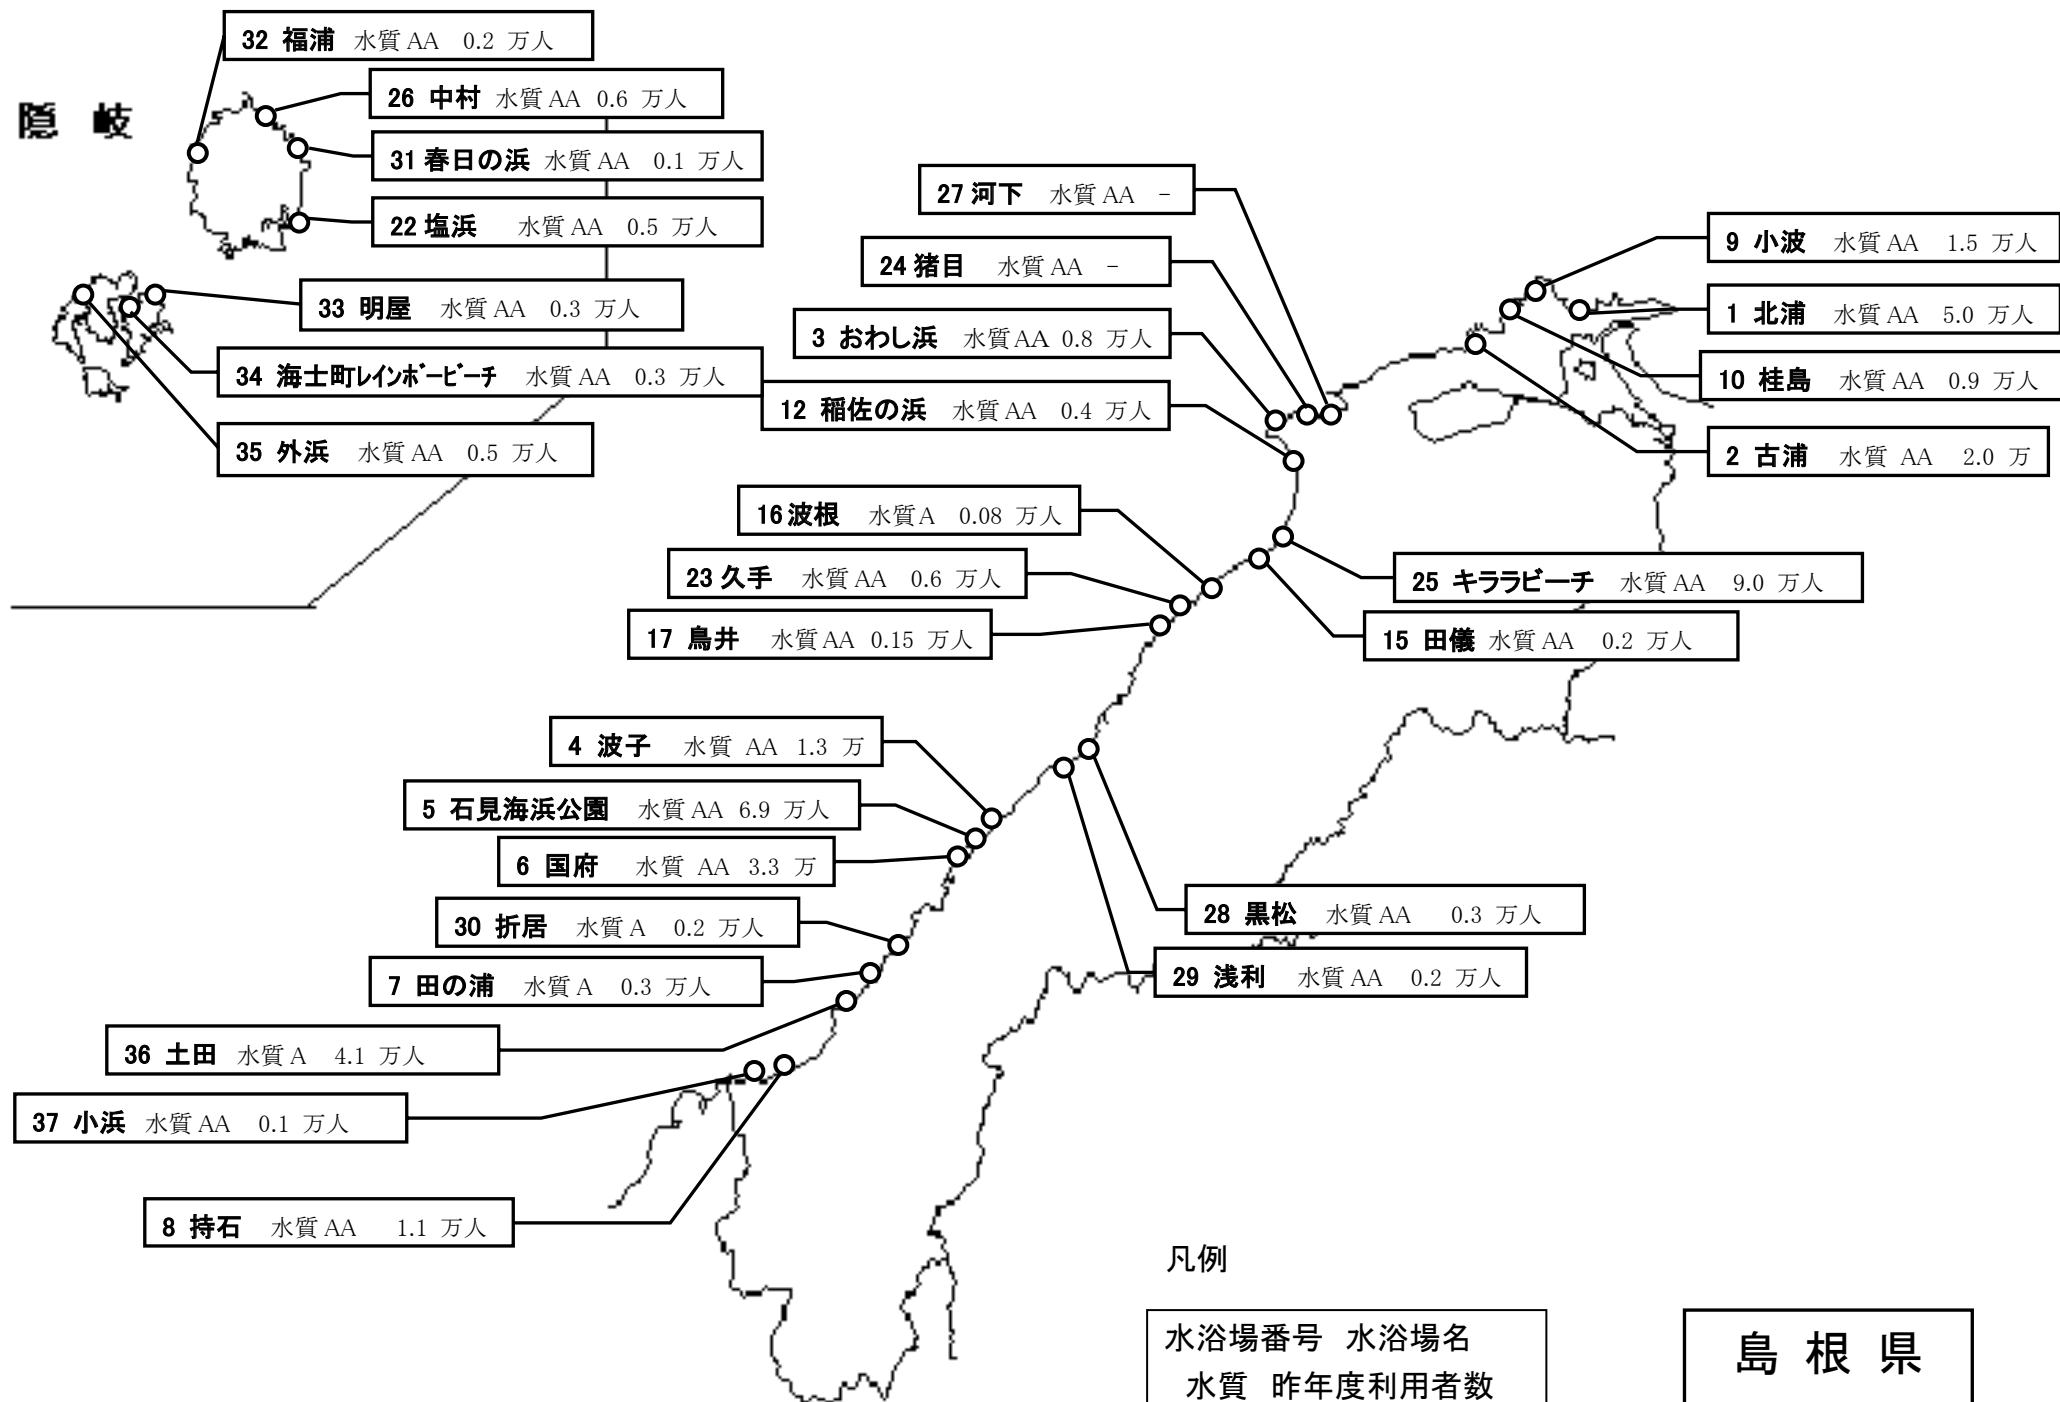 32 福浦 水質 AA 0.2 万人
隠 岐
26 中村 水質 AA 0.6 万人
31 春日の浜 水質 AA 0.1 万人
22 塩浜 水質 AA 0.5 万人
33 明屋 水質 AA 0.3 万人
34 海士町レインボービーチ 水質 AA 0.3 万人
35 外浜 水質 AA 0.5 万人
27 河下 水質 AA -
24 猪目 水質 AA -
3 おわし浜 水質 AA 0.8 万人
12 稲佐の浜 水質 AA 0.4 万人
9 小波 水質 AA 1.5 万人
1 北浦 水質 AA 5.0 万人
10 桂島 水質 AA 0.9 万人
2 古浦 水質 AA 2.0 万
16 波根 水質 A 0.08 万人
23 久手 水質 AA 0.6 万人
17 鳥井 水質 AA 0.15 万人
25 キララビーチ 水質 AA 9.0 万人
15 田儀 水質 AA 0.2 万人
4 波子 水質 AA 1.3 万
5 石見海浜公園 水質 AA 6.9 万人
6 国府 水質 AA 3.3 万
30 折居 水質 A 0.2 万人
7 田の浦 水質 A 0.3 万人
28 黒松 水質 AA 0.3 万人
29 浅利 水質 AA 0.2 万人
36 土田 水質 A 4.1 万人
37 小浜 水質 AA 0.1 万人
8 持石 水質 AA 1.1 万人
凡例
水浴場番号 水浴場名
水質 昨年度利用者数
島 根 県